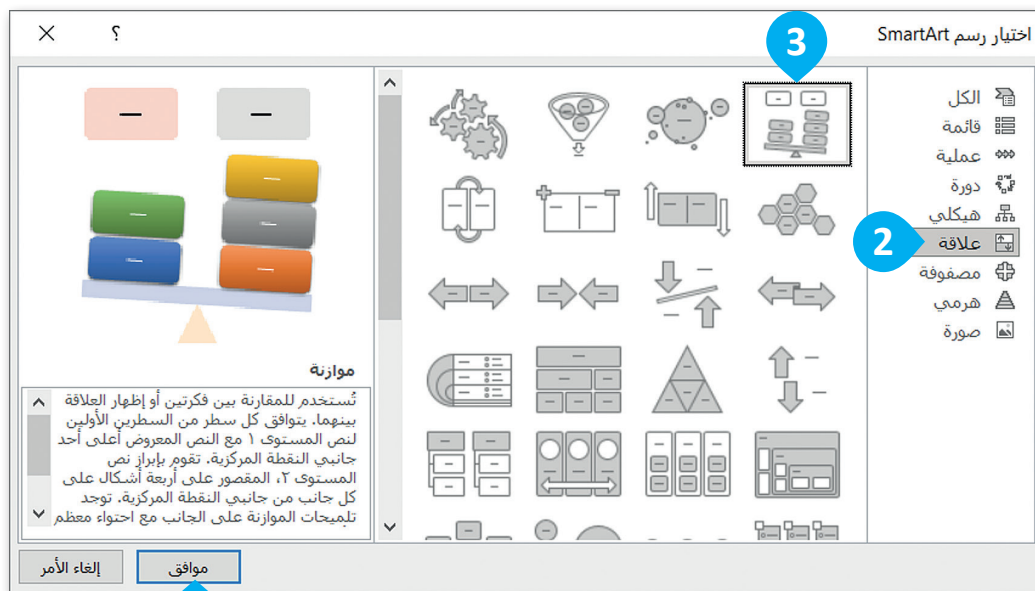 اختيار رسم SmartArt
؟
3
الكل
قائمة
عملية
دورة
هيكلي
علاقة
2
مصفوفة
هرمي
صورة
موازنة
تُستخدم للمقارنة بين فكرتين أو إظهار العلاقة
بينهما. يتوافق كل سطر من السطرين الأولين
لنص المستوى ١ مع النص المعروض أعلى أحد
جانبي النقطة المركزية. تقوم بإبراز نص
المستوى ٢، المقصور على أربعة أشكال على
كل جانب من جانبي النقطة المركزية. توجد
تلميحات الموازنة على الجانب مع احتواء معظم
موافق
إلغاء الأمر